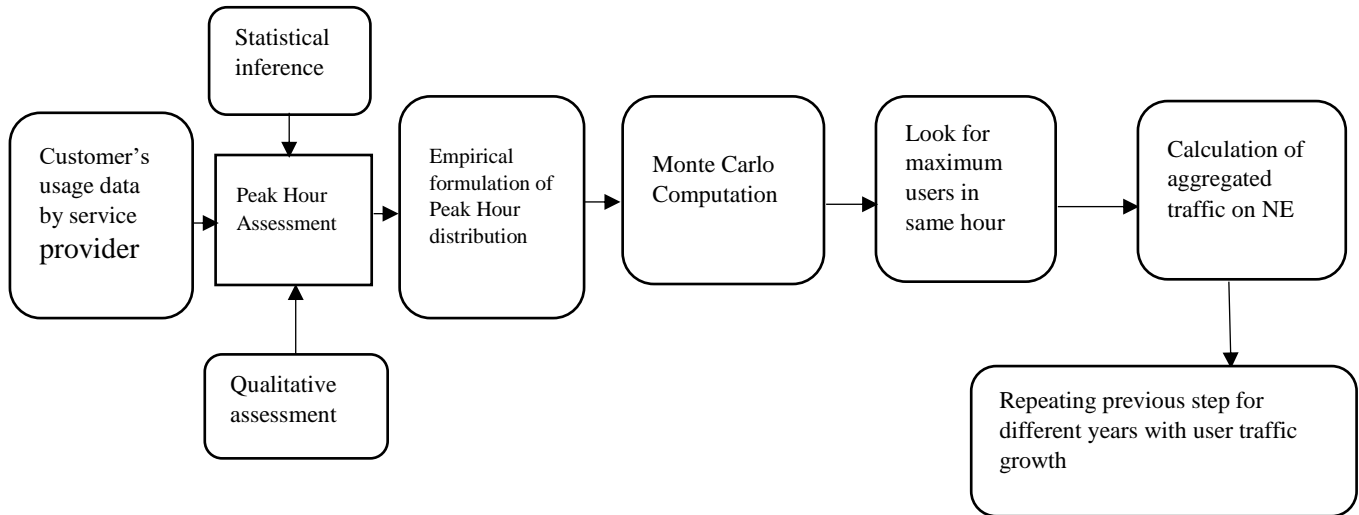 Statistical
inference
Customer’s
usage data
by service
provider
Peak Hour
Assessment
Empirical
formulation of
Peak Hour
distribution
Monte Carlo
Computation
Look for
maximum
users in
same hour
Calculation of
aggregated
traffic on NE
Qualitative
assessment
Repeating previous step for
different years with user traffic
growth